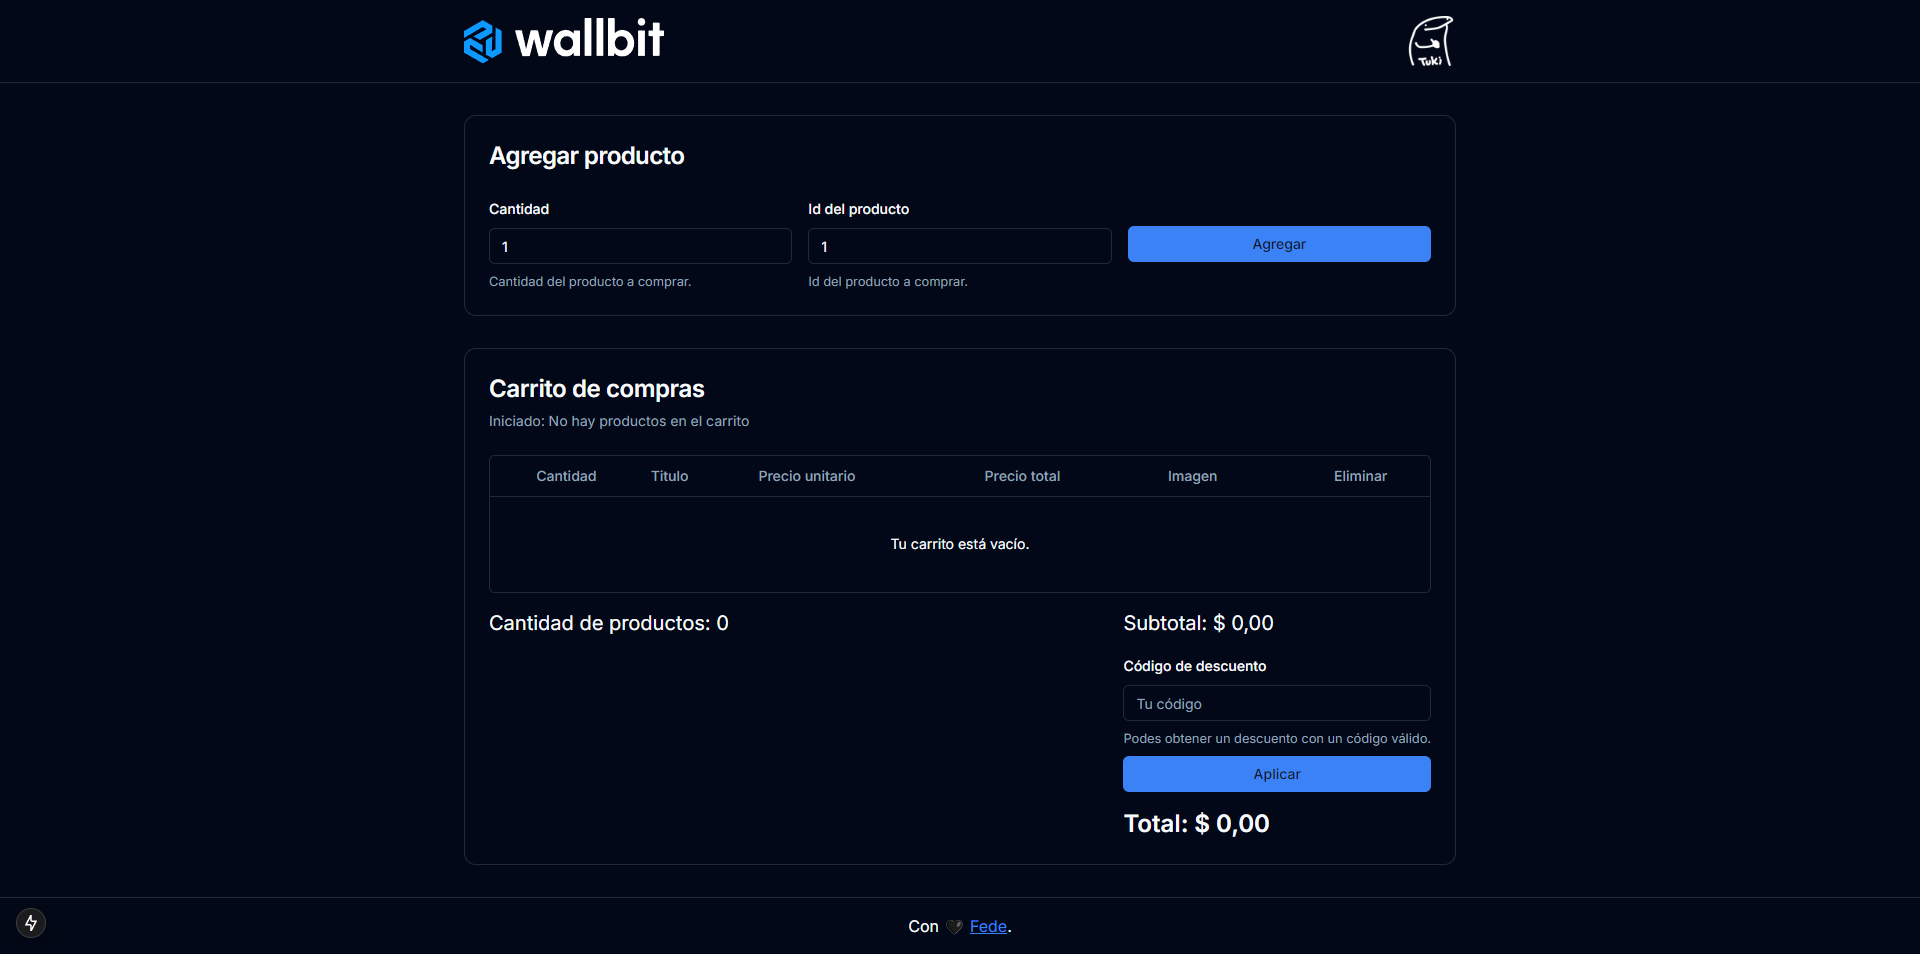 wallbit
Tuki
Agregar producto
Cantidad
Id del producto
1
1
Agregar
Cantidad del producto a comprar.
Id del producto a comprar.
Carrito de compras
Iniciado: No hay productos en el carrito
Cantidad Titulo Precio unitario Precio total Imagen Eliminar
Tu carrito está vacío.
Cantidad de productos: 0
Subtotal: $ 0,00
Código de descuento
Tu código
Podes obtener un descuento con un código válido.
Aplicar
Total: $ 0,00
Con 🖤 Fede.